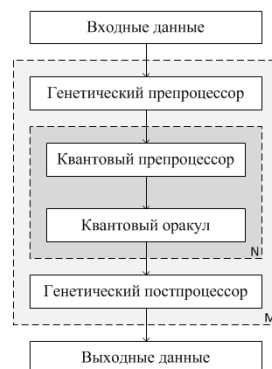 Входные данные
Генетический препроцессор
Квантовый препроцессор
Квантовый оракул
N
Генетический постпроцессор
M
Выходные данные